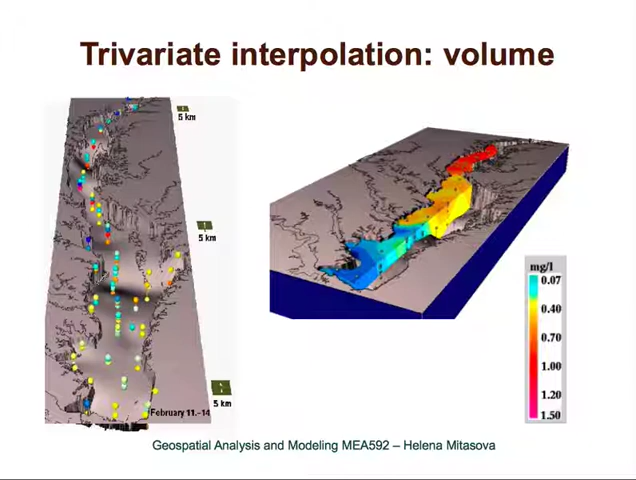 Trivariate interpolation: volume
5 km
5 km
5 km
February 11.-14
mg/l
0.07
0.40
0.70
1.00
1.20
1.50
Geospatial Analysis and Modeling MEA592 – Helena Mitasova